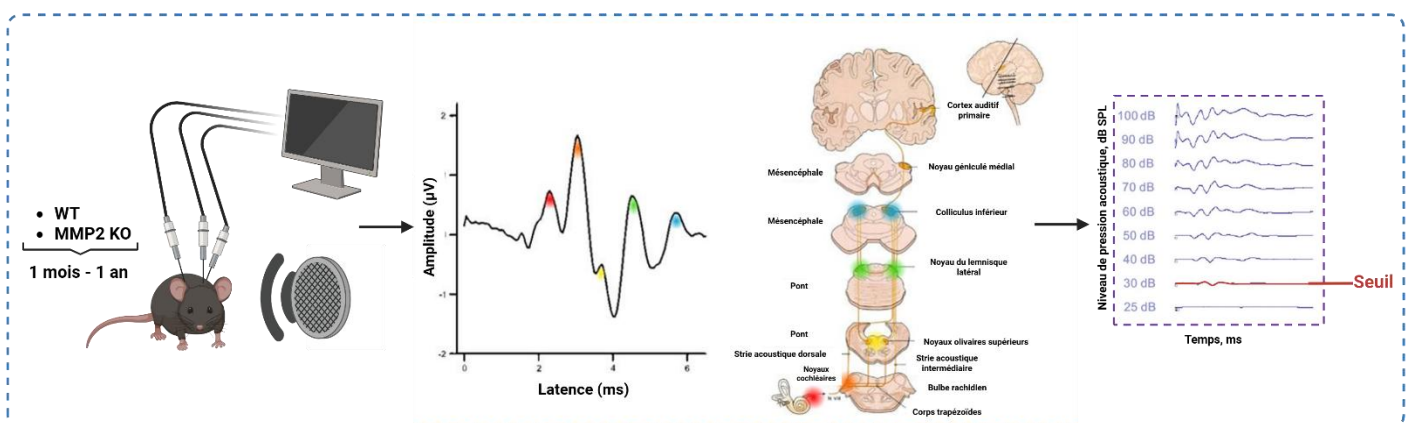 WT
MMP2 KO
1 mois - 1 an
Amplitude (µV)
2
1
1
-1
-2
0
2
4
6
Latence (ms)
Cortex auditif
primaire
Noyau géniculé médial
Mésencéphale
Mésencéphale
Colliculus inférieur
Noyau du lemnisque
latéral
Pont
Pont
Noyaux olivaires supérieurs
Strie acoustique dorsale
Strie acoustique
intermédiaire
Noyaux
cochléaires
Bulbe rachidien
Corps trapézoïdes
Niveau de pression acoustique, dB SPL
100 dB
90 dB
80 dB
70 dB
60 dB
50 dB
40 dB
30 dB
Seuil
25 dB
Temps, ms